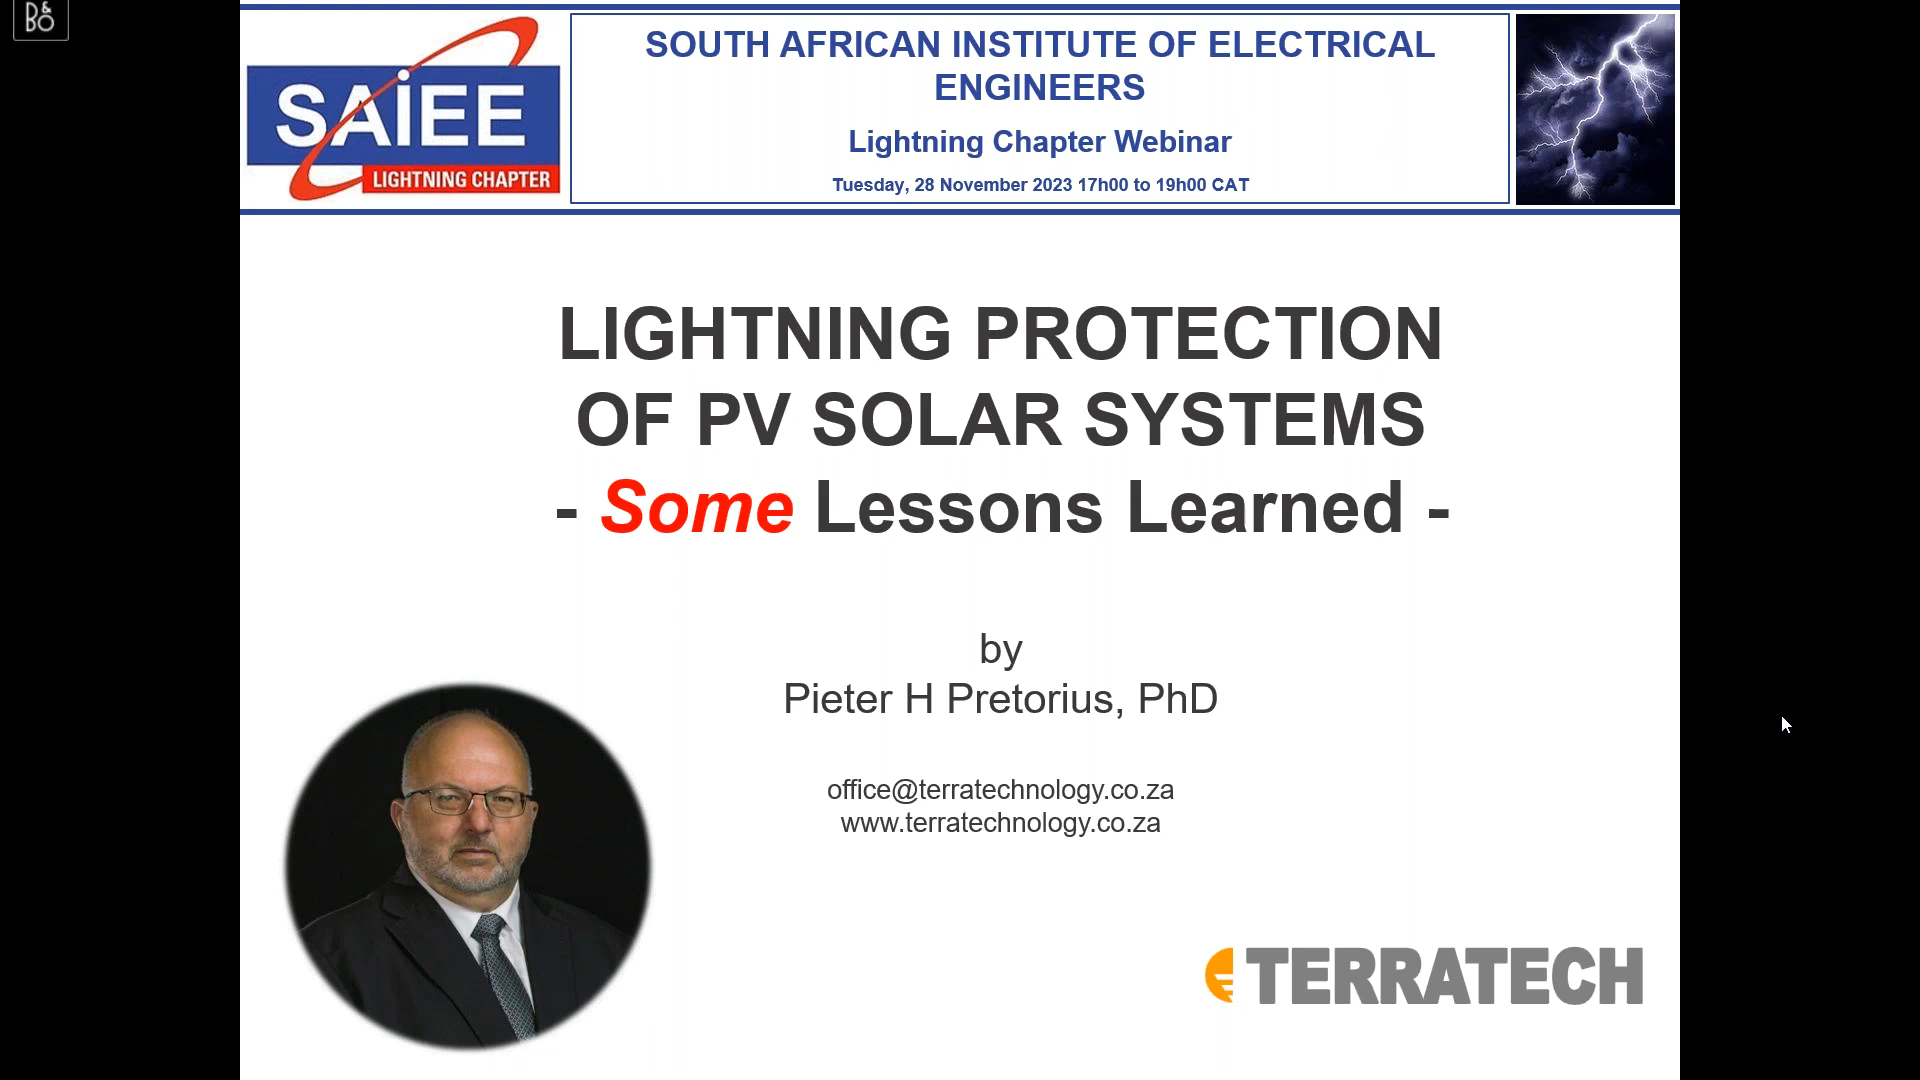 B&O
SAIEE
LIGHTNING CHAPTER
SOUTH AFRICAN INSTITUTE OF ELECTRICAL
ENGINEERS
Lightning Chapter Webinar
Tuesday, 28 November 2023 17h00 to 19h00 CAT
LIGHTNING PROTECTION
OF PV SOLAR SYSTEMS
- Some Lessons Learned -
by
Pieter H Pretorius, PhD
office@terratechnology.co.za
www.terratechnology.co.za
TERRATECH